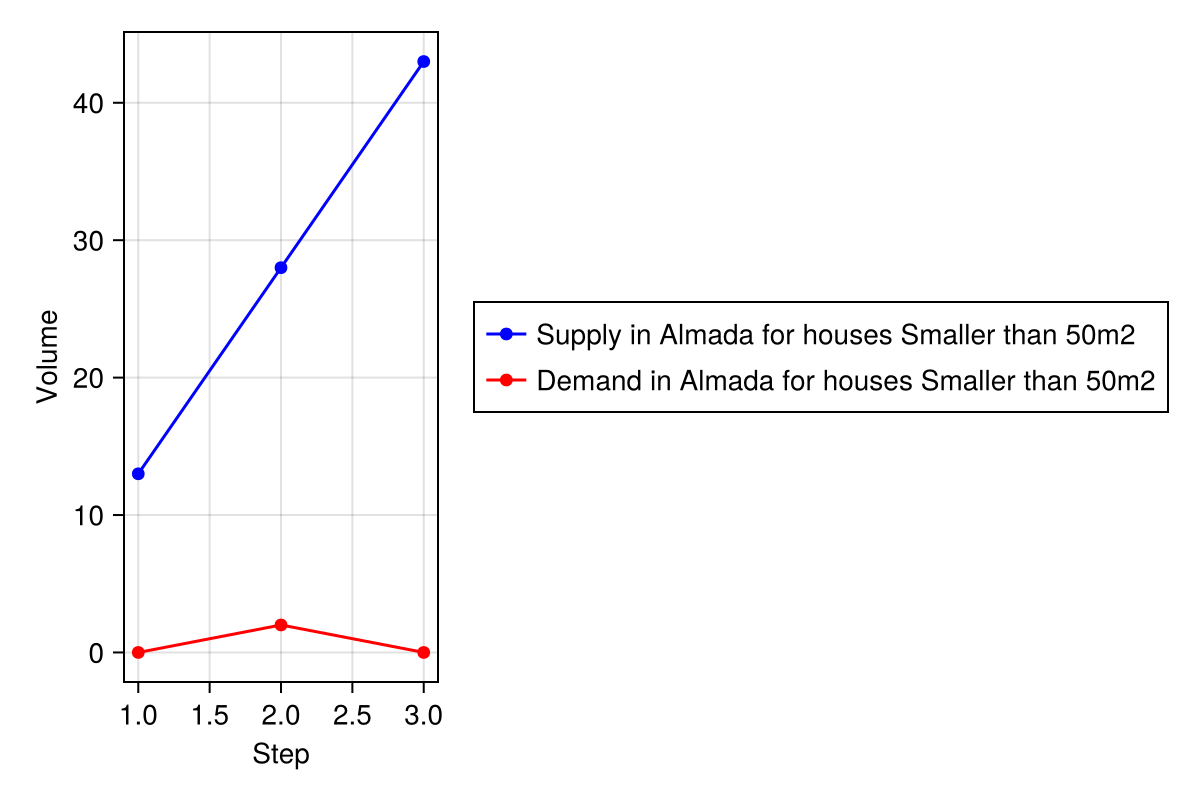 Volume
40
30
20
10
0
1.0 1.5 2.0 2.5 3.0
Step
Supply in Almada for houses Smaller than 50m2
Demand in Almada for houses Smaller than 50m2